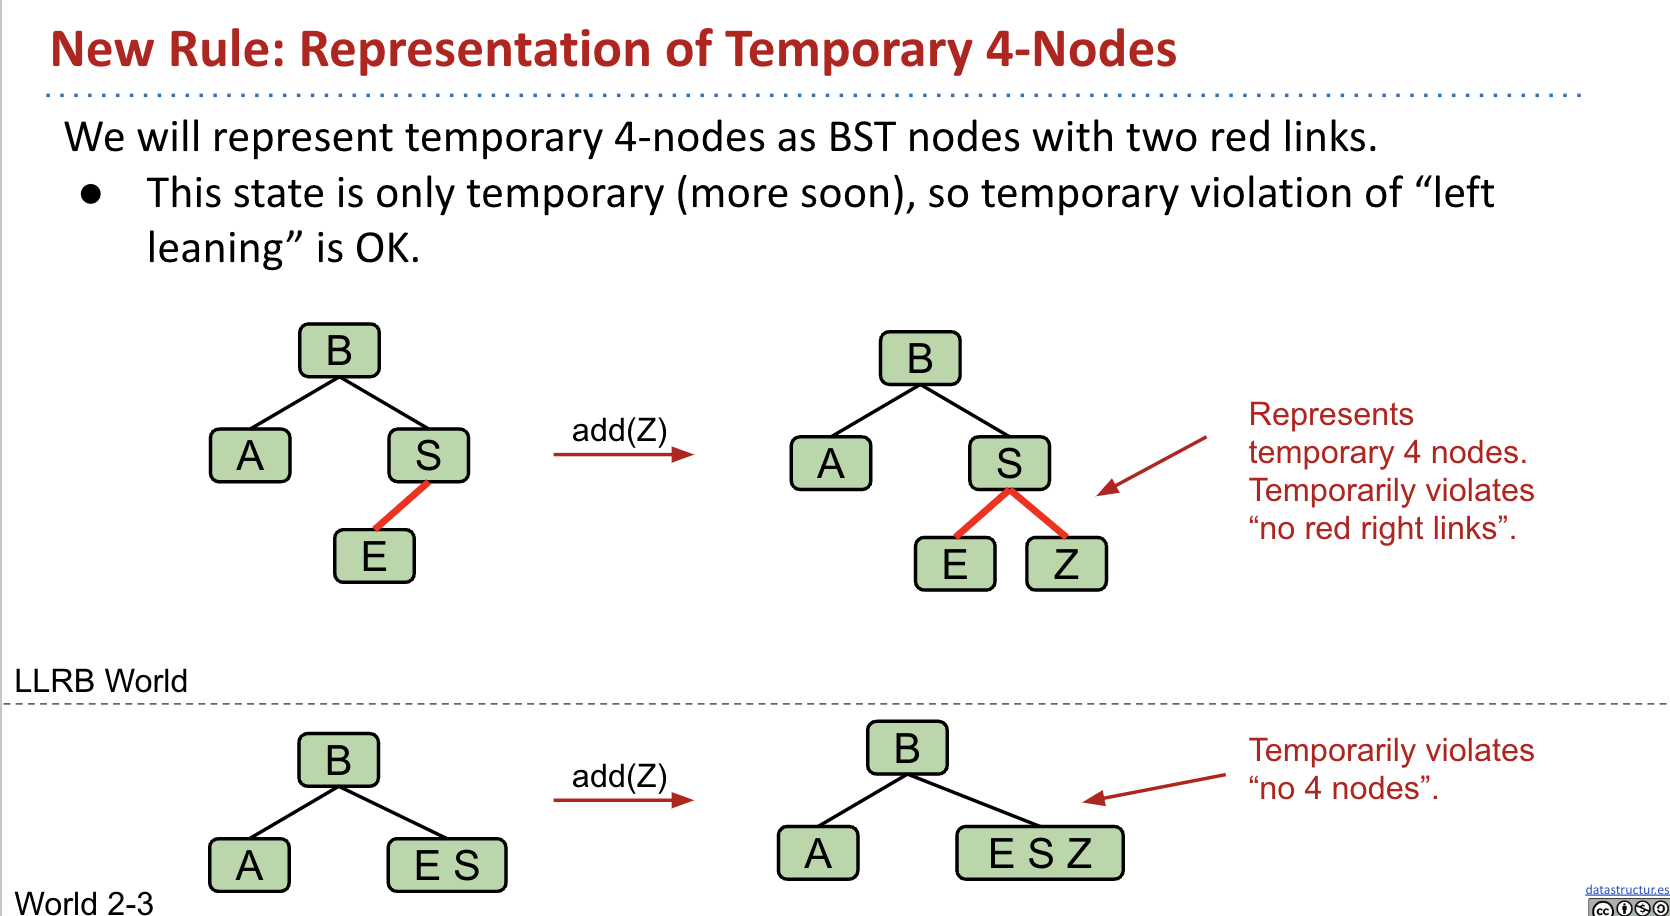 New Rule: Representation of Temporary 4-Nodes
We will represent temporary 4-nodes as BST nodes with two red links.
● This state is only temporary (more soon), so temporary violation of “left
leaning” is OK.
B
A
S
E
add(Z)
B
A
S
E
Z
Represents
temporary 4 nodes.
Temporarily violates
“no red right links”.
LLRB World
B
A
E S
add(Z)
B
A
E S Z
Temporarily violates
“no 4 nodes”.
World 2-3
datastructur.es
cc